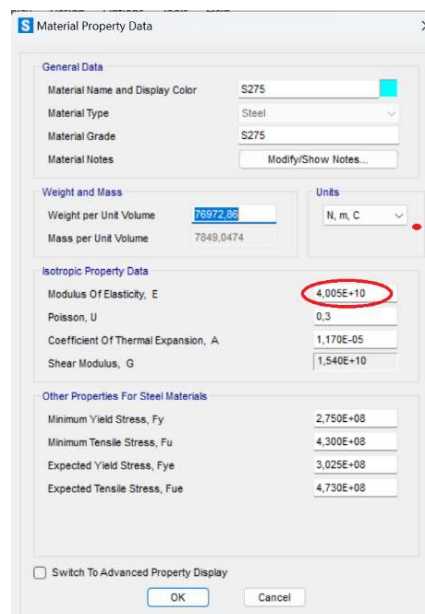 S Material Property Data
General Data
Material Name and Display Color S275
Material Type Steel
Material Grade S275
Material Notes Modify/Show Notes...
Weight and Mass Units
Weight per Unit Volume 76972,86 N, m, C
Mass per Unit Volume 7849,0474
Isotropic Property Data
Modulus Of Elasticity, E 4,005E+10
Poisson, U 0,3
Coefficient Of Thermal Expansion, A 1,170E-05
Shear Modulus, G 1,540E+10
Other Properties For Steel Materials
Minimum Yield Stress, Fy 2,750E+08
Minimum Tensile Stress, Fu 4,300E+08
Expected Yield Stress, Fye 3,025E+08
Expected Tensile Stress, Fue 4,730E+08
Switch To Advanced Property Display
OK Cancel